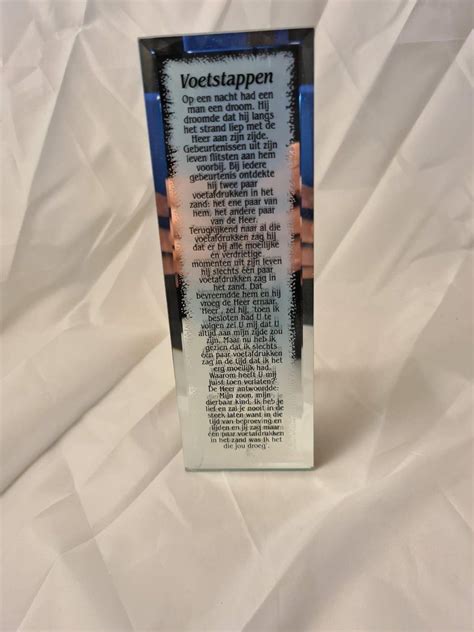 Voetstappen
Op een nacht had een
man een droom. Hij
droomde dat hij langs
het strand liep met de
Heer aan zijn zijde.
Gebeurtenissen uit zijn
leven flitsten aan hem
voorbij. Bij iedere
gebeurtenis ontdekte
hij twee paar
voetafdrukken in het
zand: het ene paar van
hem, het andere paar
van de Heer.
Terugkijkend naar al die
voetafdrukken zag hij
dat er bij alle moeilijke
en verdrietige
momenten uit zijn leven
hij slechts één paar
voetafdrukken zag in
het zand. Dat
bevreemdde hem en hij
vroeg de Heer ernaar.
'Heer', zei hij, 'toen ik
besloten had U te
volgen zei U mij dat U
altijd aan mijn zijde zou
zijn. Maar nu heb ik
gezien dat ik slechts
één paar voetafdrukken
zag in de tijd dat ik het
erg moeilijk had.
Waarom heeft U mij
juist toen verlaten?'
De Heer antwoordde:
'Mijn zoon, mijn
dierbaar kind. Ik heb je
lief en zal je nooit in de
steek laten want in die
tijd van beproeving en
lijden en jij zag maar
één paar voetafdrukken
in het zand was ik het
die jou droeg'.